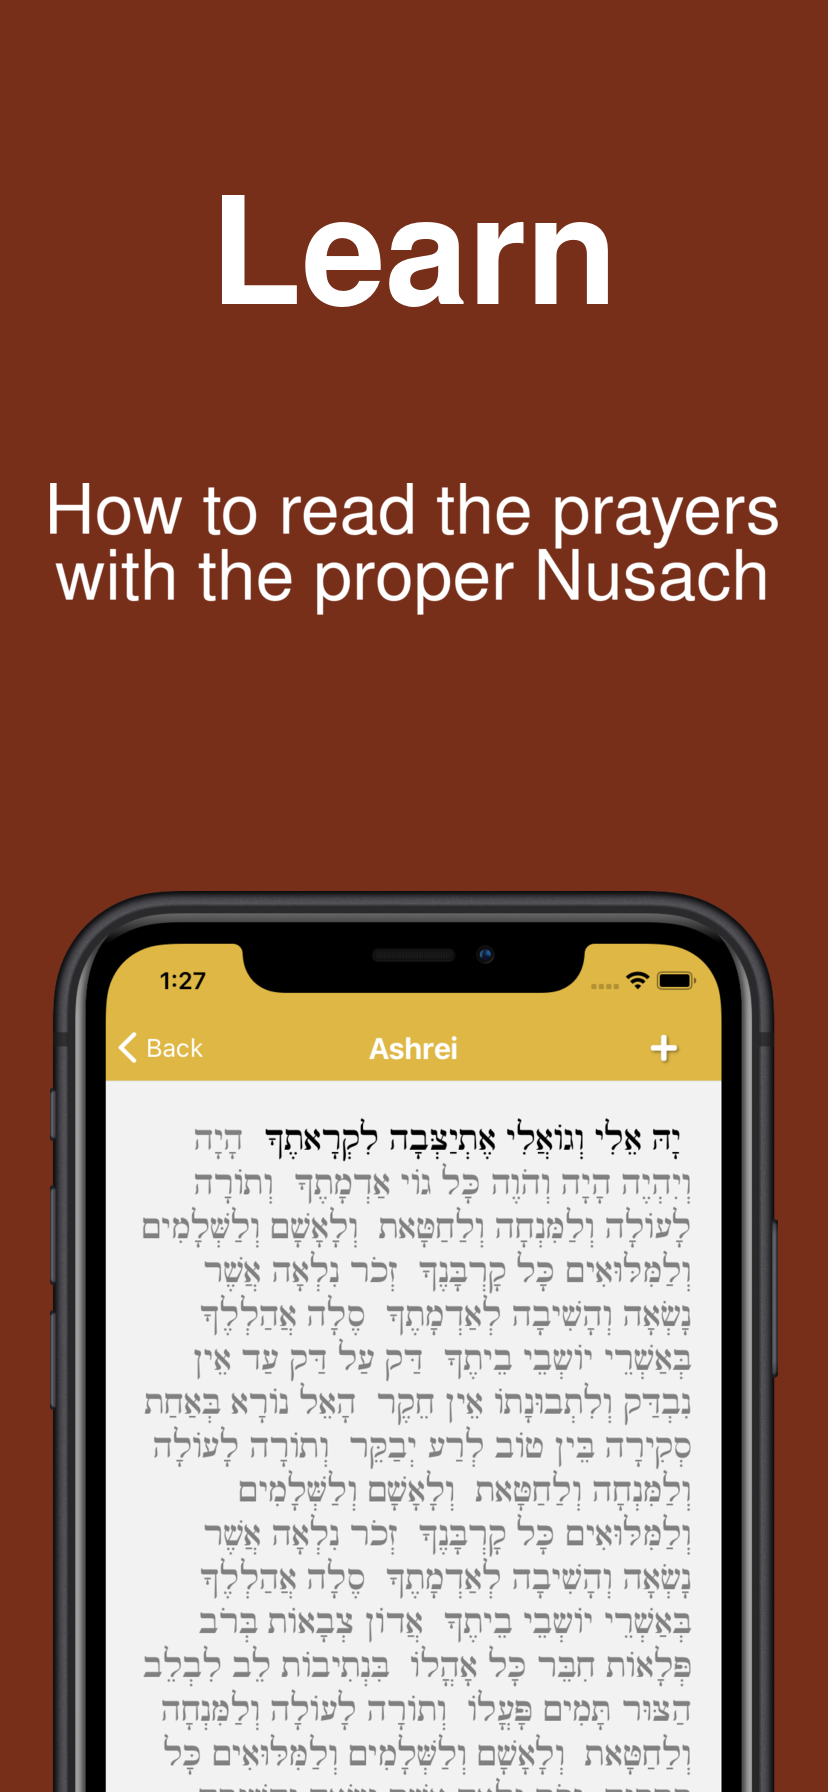 Learn
How to read the prayers
with the proper Nusach
1:27
Back
Ashrei
+
יָהּ אֵלִי וְגוֹאֲלִי אֶתְיַצְּבָה לִקְרָאתֶךָ הָיָה
וְיִהְיֶה הָיָה וְהֹוֶה כָּל גּוֹי אַדְמָתֶךָ וְתוֹרָה
לָעוֹלָה וְלַמִּנְחָה וְלַחַטָּאת וְלָאָשָׁם וְלַשְּׁלָמִים
וְלַמִּלּוּאִים כָּל קָרְבָּנֶךָ זְכֹר נִלְאָה אֲשֶׁר
נָשְׂאָה וְהָשִׁיבָה לְאַדְמָתֶךָ סֶלָה אֲהַלְלֶךָּ
בְּאַשְׁרֵי יוֹשְׁבֵי בֵיתֶךָ דַּק עַל דַּק עַד אֵין
נִבְדַּק וְלִתְבוּנָתוֹ אֵין חֵקֶר הָאֵל נוֹרָא בְּאַחַת
סְקִירָה בֵּין טוֹב לְרַע יְבַקֵּר וְתוֹרָה לָעוֹלָה
וְלַמִּנְחָה וְלַחַטָּאת וְלָאָשָׁם וְלַשְּׁלָמִים
וְלַמִּלּוּאִים כָּל קָרְבָּנֶךָ זְכֹר נִלְאָה אֲשֶׁר
נָשְׂאָה וְהָשִׁיבָה לְאַדְמָתֶךָ סֶלָה אֲהַלְלֶךָּ
בְּאַשְׁרֵי יוֹשְׁבֵי בֵיתֶךָ אֲדוֹן צְבָאוֹת בְּרֹב
פְּלָאוֹת חִבֵּר כָּל אָהֳלוֹ בִּנְתִיבוֹת לֵב לִבְלֵב
הַצּוּר תָּמִים פָּעֳלוֹ וְתוֹרָה לָעוֹלָה וְלַמִּנְחָה
וְלַחַטָּאת וְלָאָשָׁם וְלַשְּׁלָמִים וְלַמִּלּוּאִים כָּל